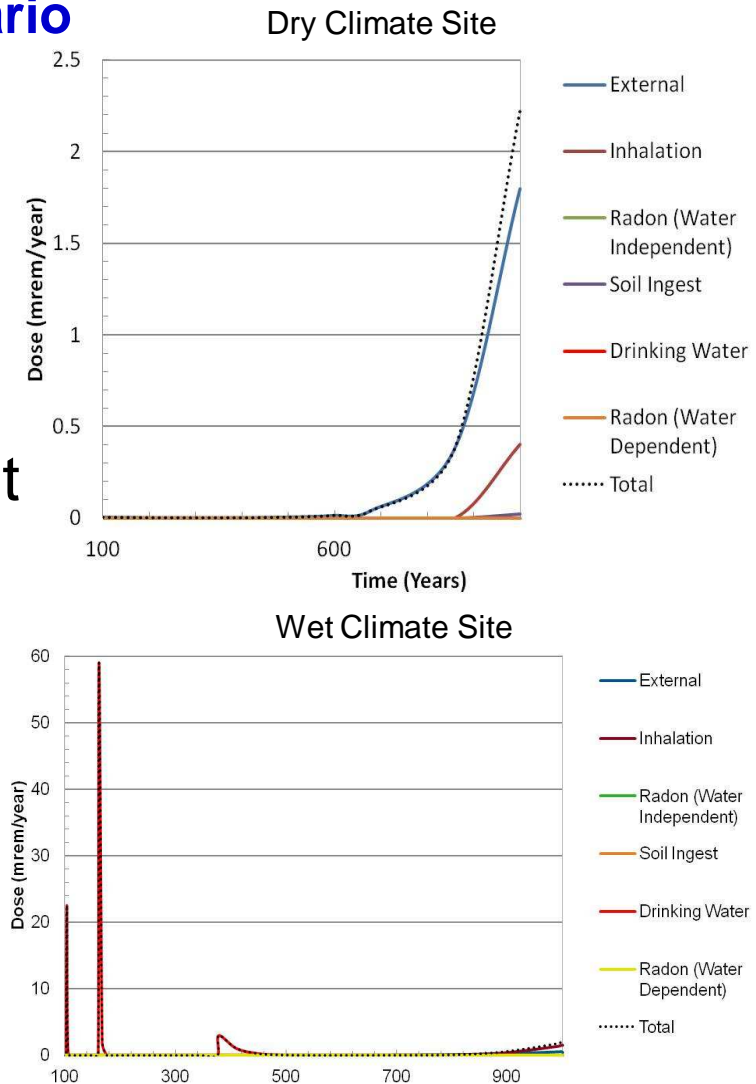 ario
Dry Climate Site
2.5
2
1.5
1
0.5
0
Dose (mrem/year)
100
600
Time (Years)
External
Inhalation
Radon (Water
Independent)
Soil Ingest
Drinking Water
Radon (Water
Dependent)
Total
t
Wet Climate Site
60
50
40
30
20
10
0
Dose (mrem/year)
100
300
500
700
900
External
Inhalation
Radon (Water
Independent)
Soil Ingest
Drinking Water
Radon (Water
Dependent)
Total